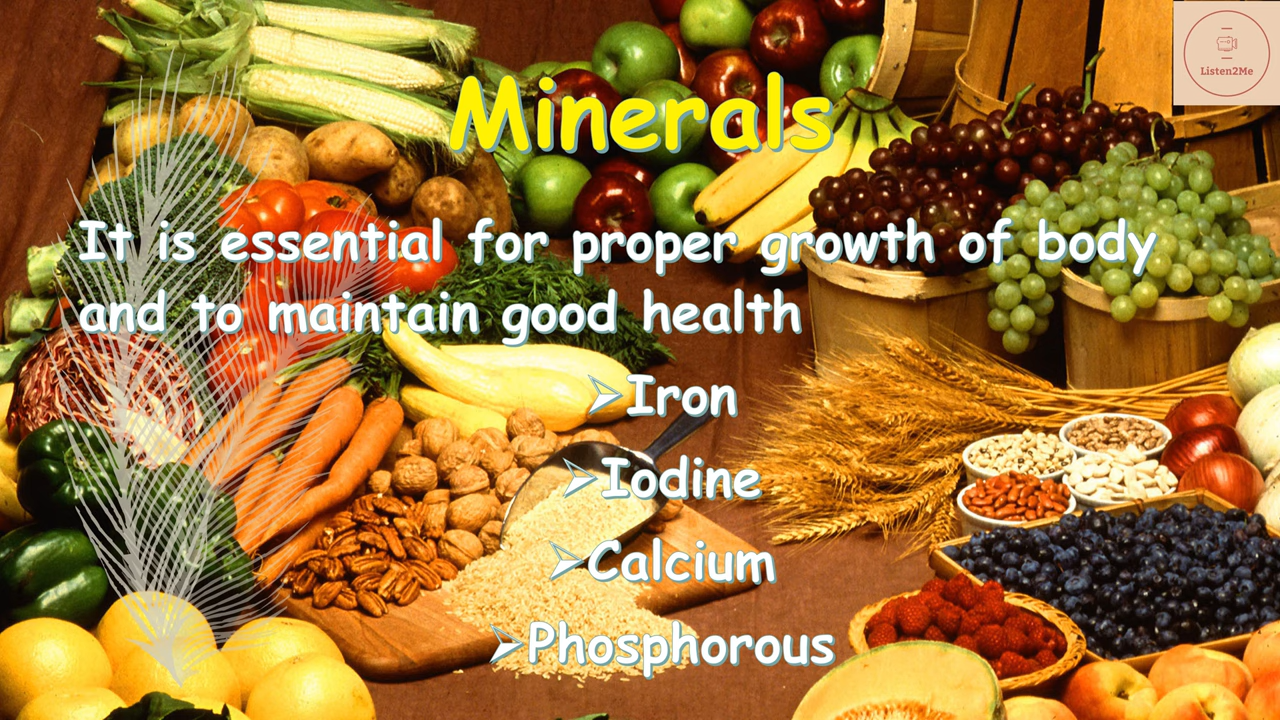 Listen2Me
Minerals
It is essential for proper growth of body
and to maintain good health
Iron
Iodine
Calcium
Phosphorous